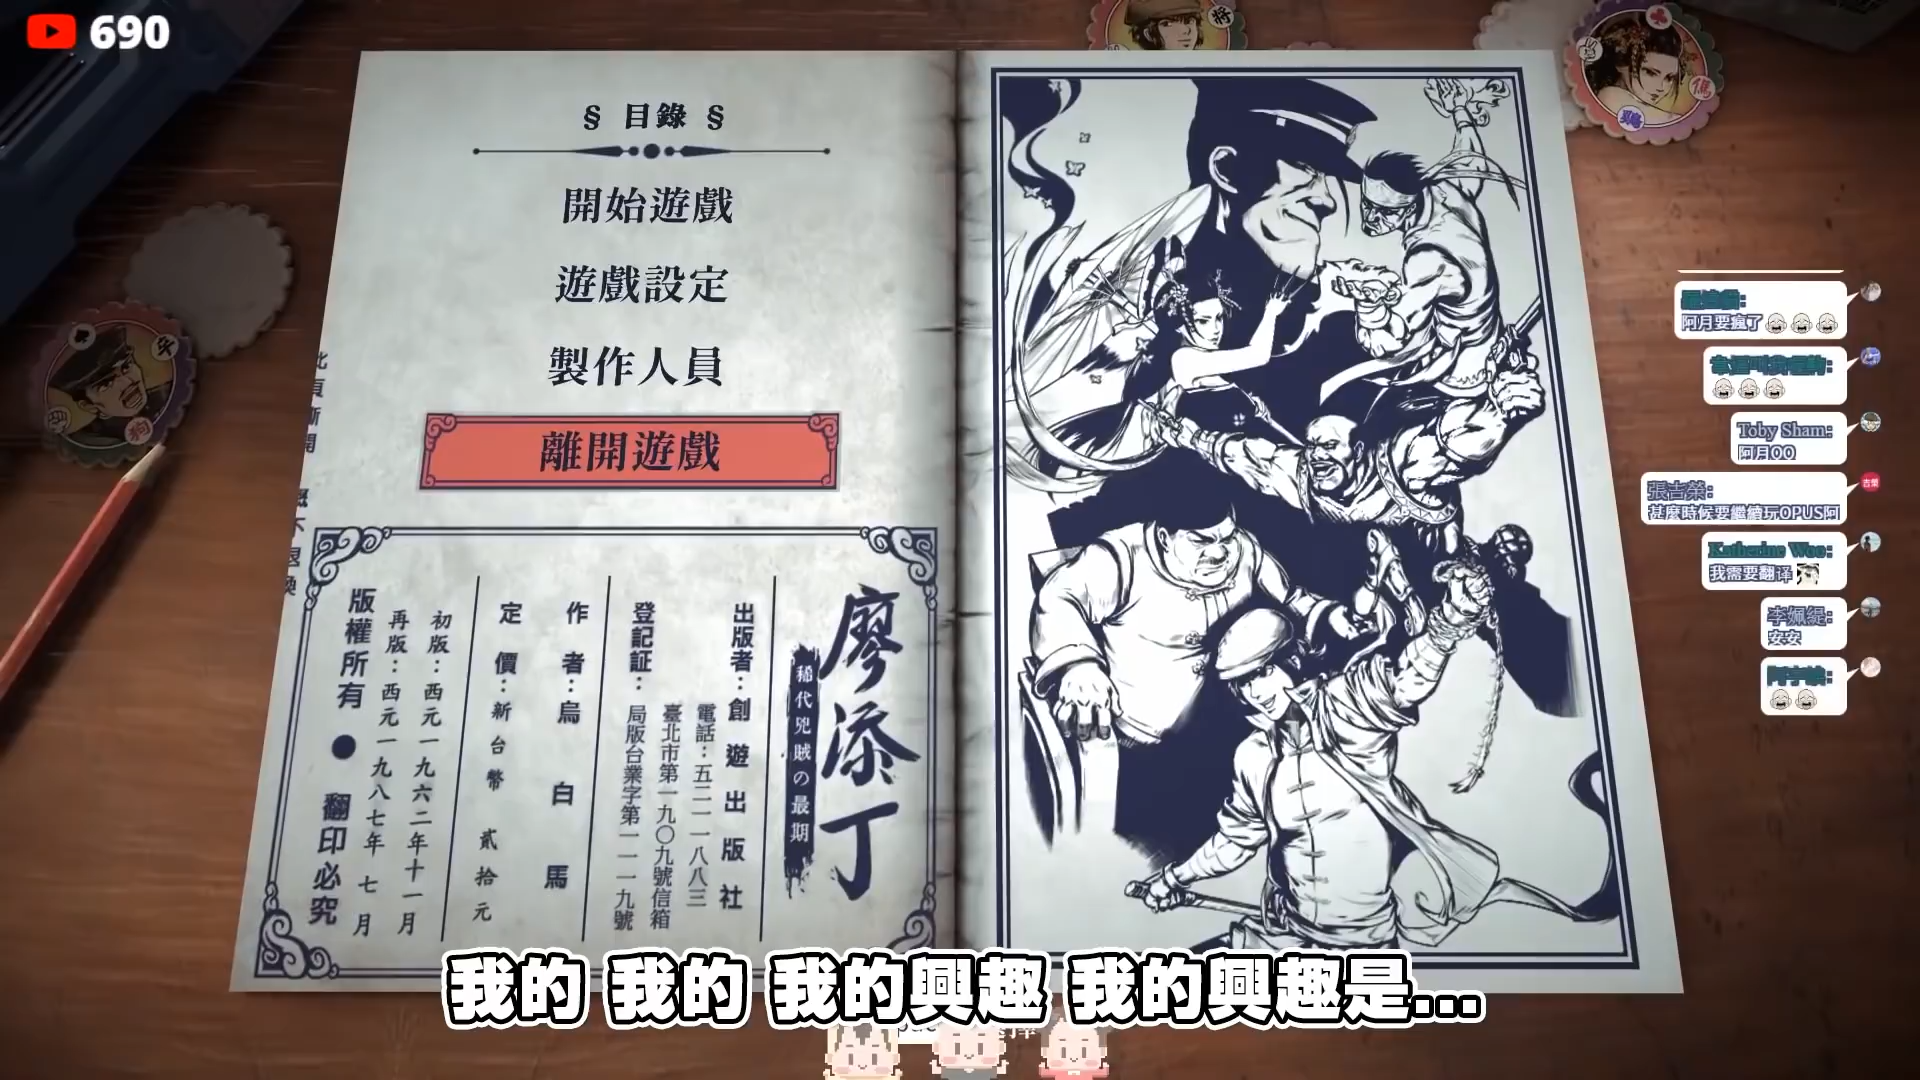 690
§ 目錄 §
開始遊戲
遊戲設定
製作人員
離開遊戲
廖添丁
稀代兇賊の最期
出版者：創遊出版社
電話：五二一一八八三
臺北市第一九〇九號信箱
登記証：局版台業字第一一一九號
作者：烏白馬
定價：新台幣 貳拾元
初版：西元一九六二年十一月
再版：西元一九八七年 七月
版權所有●翻印必究
將
傌
鷄
卒
狗
阿月要瘋了
Toby Sham:
阿月OO
張吉榮:
吉榮
甚麼時候要繼續玩OPUS阿
Katherine Woo:
我需要翻译
李姵緹:
安安
我的 我的 我的興趣 我的興趣是...